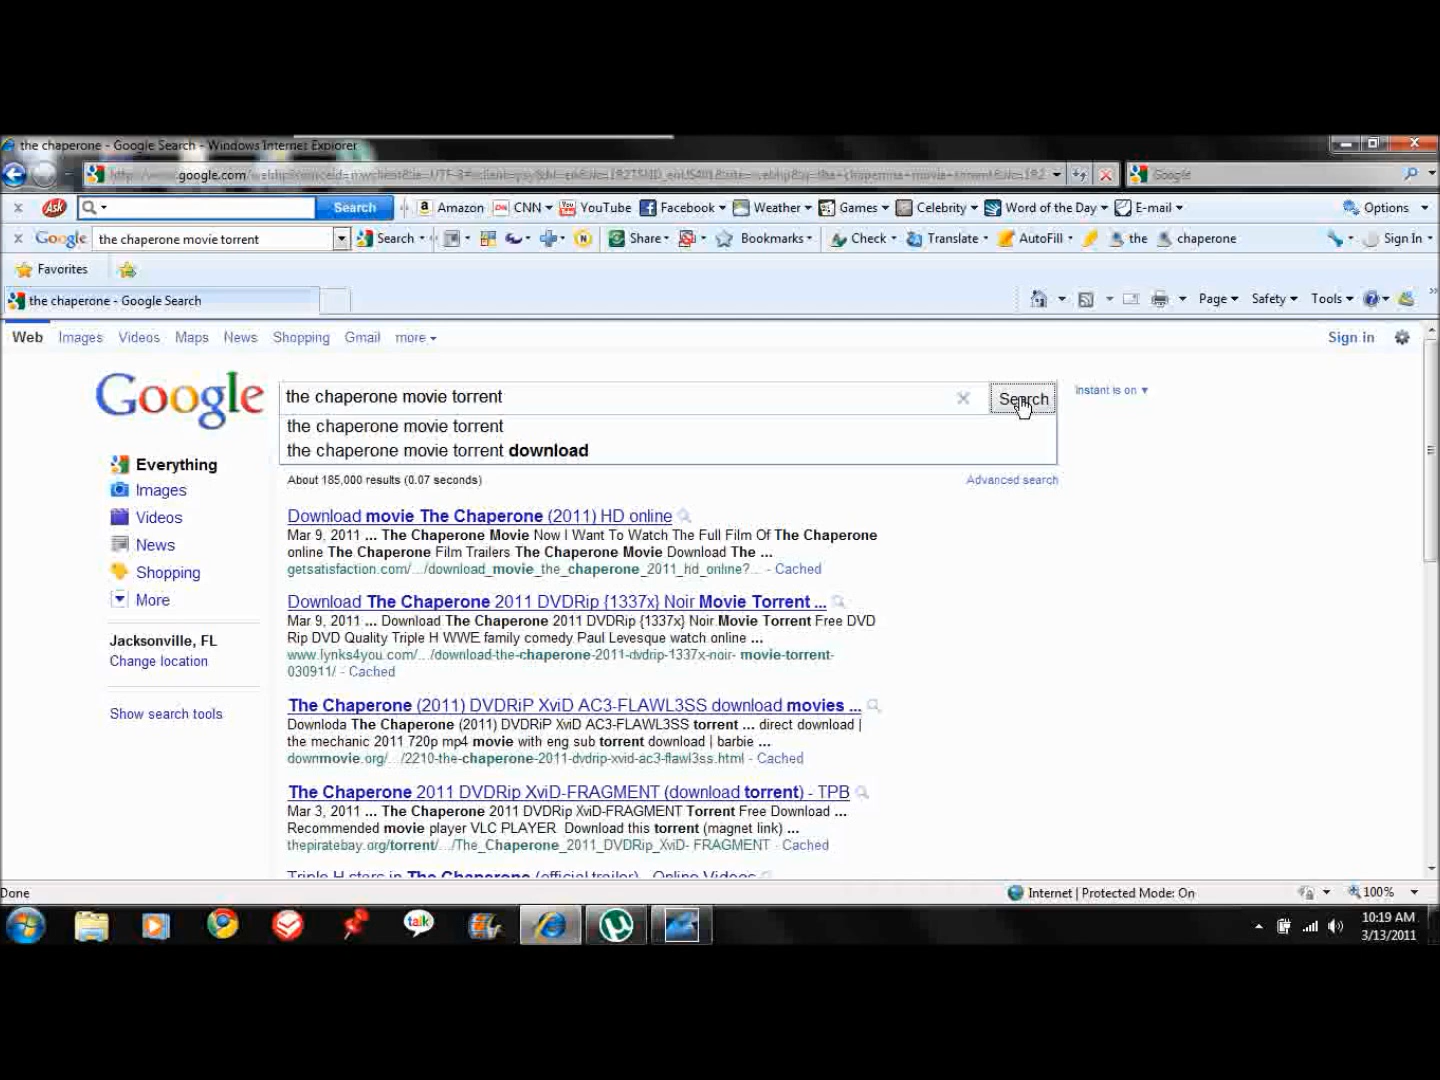 the chaperone - Google Search - Windows Internet Explorer
google.com/ Google
Ask Search Amazon CNN YouTube Facebook Weather Games Celebrity Word of the Day E-mail Options
Google the chaperone movie torrent Search Share Bookmarks Check Translate AutoFill the chaperone Sign In
Favorites
the chaperone - Google Search Page Safety Tools
Web Images Videos Maps News Shopping Gmail more Sign in
Google the chaperone movie torrent Search Instant is on
the chaperone movie torrent
the chaperone movie torrent download
Everything
Images
Videos
News
Shopping
More
Jacksonville, FL
Change location
Show search tools
About 185,000 results (0.07 seconds) Advanced search
Download movie The Chaperone (2011) HD online
Mar 9, 2011 ... The Chaperone Movie Now I Want To Watch The Full Film Of The Chaperone
online The Chaperone Film Trailers The Chaperone Movie Download The ...
getsatisfaction.com/.../download_movie_the_chaperone_2011_hd_online?... - Cached
Download The Chaperone 2011 DVDRip {1337x} Noir Movie Torrent ...
Mar 9, 2011 ... Download The Chaperone 2011 DVDRip {1337x} Noir Movie Torrent Free DVD
Rip DVD Quality Triple H WWE family comedy Paul Levesque watch online ...
www.lynks4you.com/.../download-the-chaperone-2011-dvdrip-1337x-noir- movie-torrent-
030911/ - Cached
The Chaperone (2011) DVDRiP XviD AC3-FLAWL3SS download movies ...
Downloda The Chaperone (2011) DVDRiP XviD AC3-FLAWL3SS torrent ... direct download |
the mechanic 2011 720p mp4 movie with eng sub torrent download | barbie ...
downmovie.org/.../2210-the-chaperone-2011-dvdrip-xvid-ac3-flawl3ss.html - Cached
The Chaperone 2011 DVDRip XviD-FRAGMENT (download torrent) - TPB
Mar 3, 2011 ... The Chaperone 2011 DVDRip XviD-FRAGMENT Torrent Free Download ...
Recommended movie player VLC PLAYER Download this torrent (magnet link) ...
thepiratebay.org/torrent/.../The_Chaperone_2011_DVDRip_XviD- FRAGMENT - Cached
Triple H stars in The Chaperone (official trailer) - Online Videos
Done Internet | Protected Mode: On 100%
talk
10:19 AM
3/13/2011